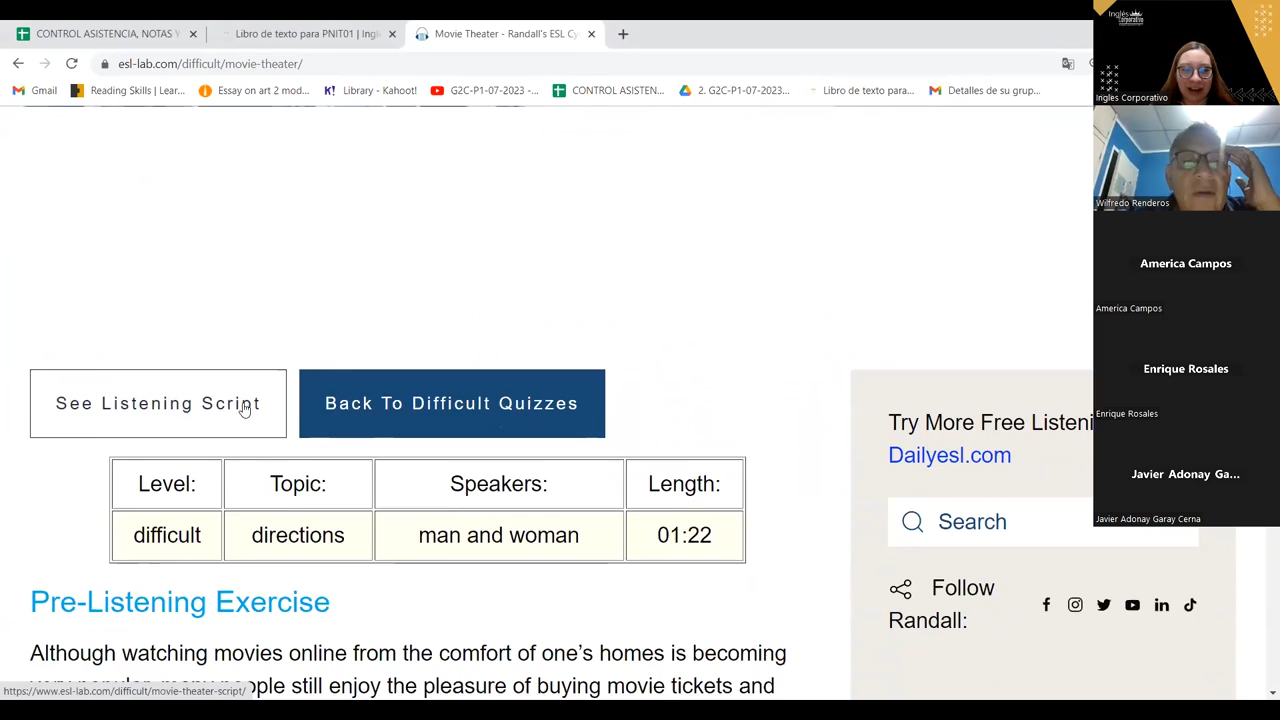 CONTROL ASISTENCIA, NOTAS Y
Libro de texto para PNIT01 | Ingl
Movie Theater - Randall's ESL Cy
esl-lab.com/difficult/movie-theater/
Gmail
Reading Skills | Lear...
Essay on art 2 mod...
Library - Kahoot!
G2C-P1-07-2023 -...
CONTROL ASISTEN...
2. G2C-P1-07-2023...
Libro de texto para...
Detalles de su grup...
See Listening Script
Back To Difficult Quizzes
Level:
Topic:
Speakers:
Length:
difficult
directions
man and woman
01:22
Pre-Listening Exercise
Although watching movies online from the comfort of one's homes is becoming
very popular, many people still enjoy the pleasure of buying movie tickets and
https://www.esl-lab.com/difficult/movie-theater-script/
Try More Free Listeni
Dailyesl.com
Search
Follow
Randall:
Inglés
Corporativo
Ingles Corporativo
Wilfredo Renderos
America Campos
America Campos
Enrique Rosales
Enrique Rosales
Javier Adonay Ga...
Javier Adonay Garay Cerna